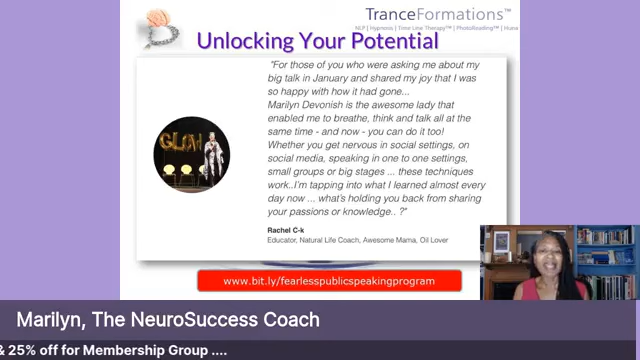 TranceFormations™
NLP | Hypnosis | Time Line Therapy™ | PhotoReading™ | Huna
Unlocking Your Potential
"For those of you who were asking me about my
big talk in January and shared my joy that I was
so happy with how it had gone...
Marilyn Devonish is the awesome lady that
enabled me to breathe, think and talk all at the
same time - and now - you can do it too!
Whether you get nervous in social settings, on
social media, speaking in one to one settings,
small groups or big stages ... these techniques
work..I'm tapping into what I learned almost every
day now ... what's holding you back from sharing
your passions or knowledge.. ?"
Rachel C-k
Educator, Natural Life Coach, Awesome Mama, Oil Lover
GLOW
www.bit.ly/fearlesspublicspeakingprogram
Marilyn, The NeuroSuccess Coach
& 25% off for Membership Group ....